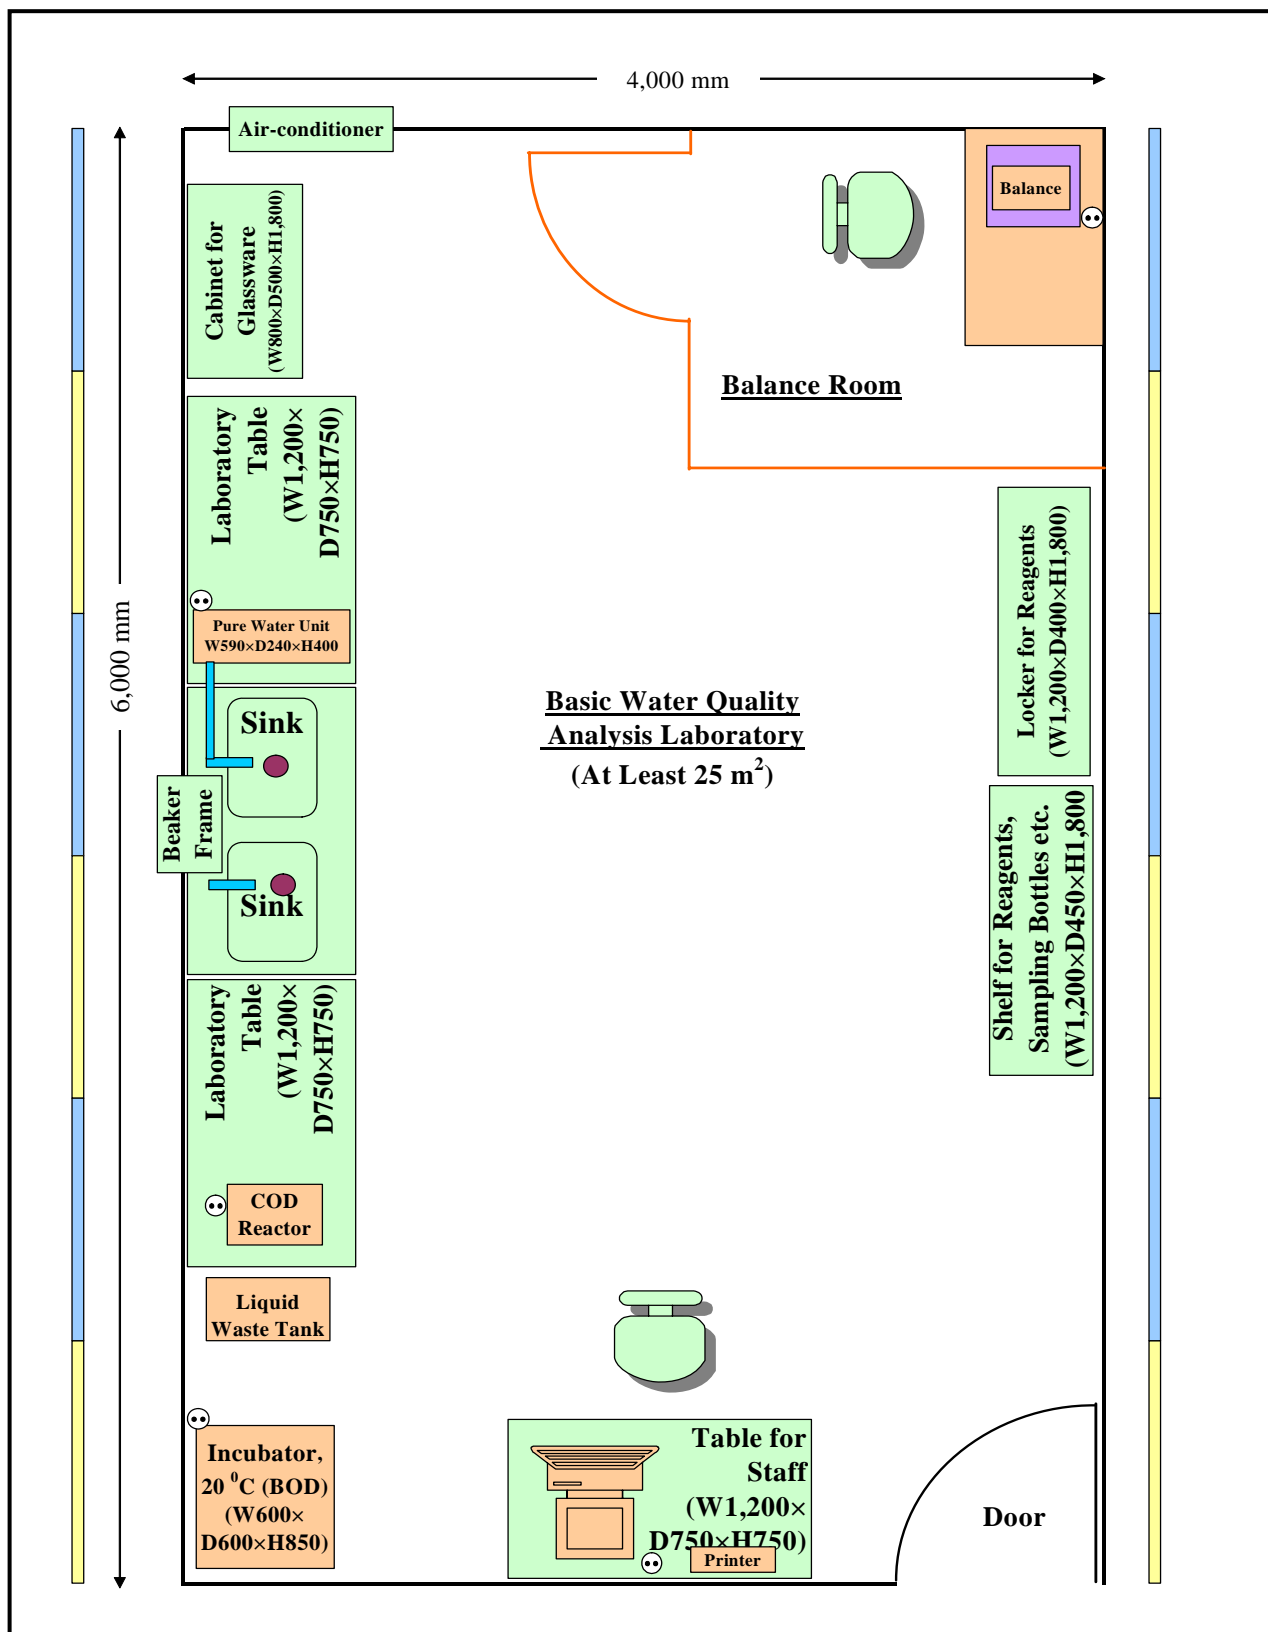 4,000 mm
Air-conditioner
Balance
Cabinet for
Glassware
(W800×D500×H1,800)
Balance Room
Laboratory
Table
(W1,200×
D750×H750)
6,000 mm
Pure Water Unit
W590×D240×H400
Locker for Reagents
(W1,200×D400×H1,800)
Sink
Basic Water Quality
Analysis Laboratory
(At Least 25 m²)
Beaker
Frame
Sink
Shelf for Reagents,
Sampling Bottles etc.
(W1,200×D450×H1,800
Laboratory
Table
(W1,200×
D750×H750)
COD
Reactor
Liquid
Waste Tank
Incubator,
20 ⁰C (BOD)
(W600×
D600×H850)
Table for
Staff
(W1,200×
D750×H750)
Printer
Door